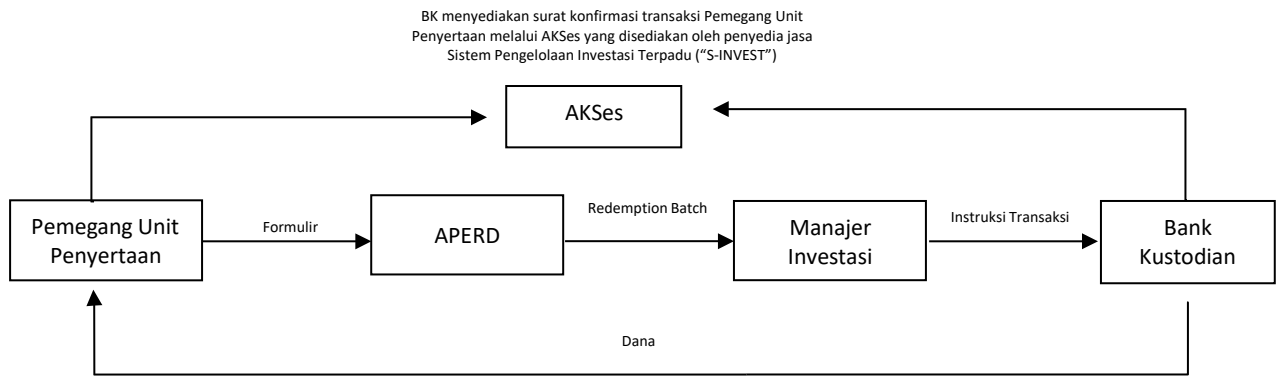 BK menyediakan surat konfirmasi transaksi Pemegang Unit
Penyertaan melalui AKSes yang disediakan oleh penyedia jasa
Sistem Pengelolaan Investasi Terpadu (“S-INVEST”)
AKSes
Pemegang Unit
Penyertaan
Formulir
APERD
Redemption Batch
Manajer
Investasi
Instruksi Transaksi
Bank
Kustodian
Dana